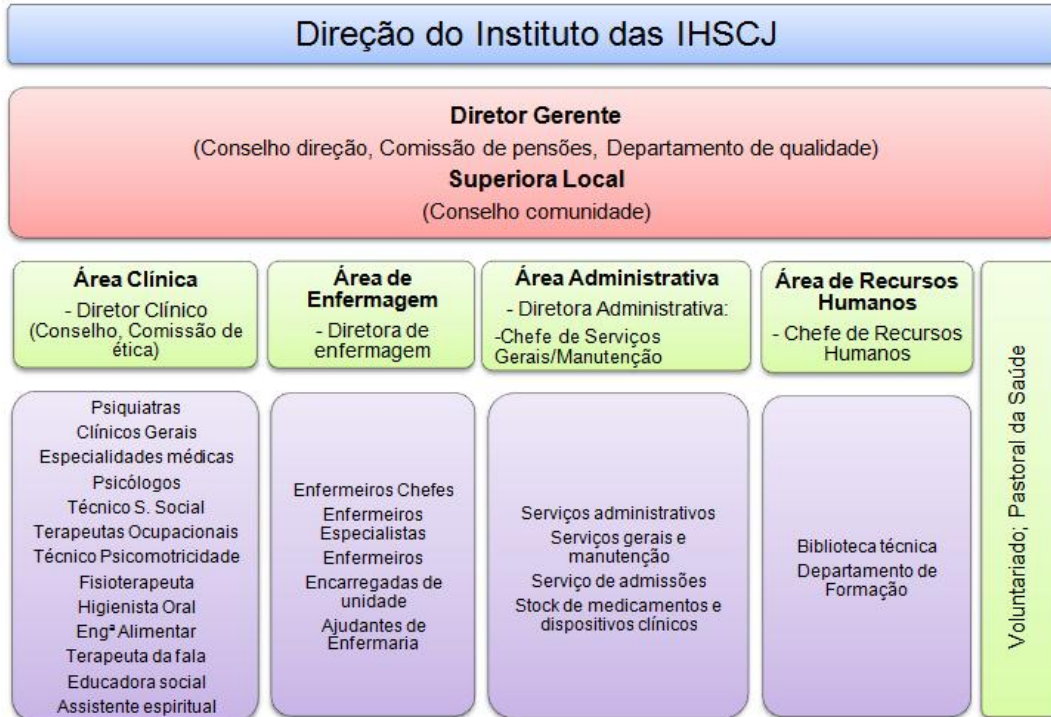 Direção do Instituto das IHSCJ
Diretor Gerente
(Conselho direção, Comissão de pensões, Departamento de qualidade)
Superiora Local
(Conselho comunidade)
Área Clínica
- Diretor Clínico
(Conselho, Comissão de
ética)
Área de
Enfermagem
- Diretora de
enfermagem
Área Administrativa
- Diretora Administrativa:
-Chefe de Serviços
Gerais/Manutenção
Área de Recursos
Humanos
- Chefe de Recursos
Humanos
Voluntariado; Pastoral da Saúde
Psiquiatras
Clínicos Gerais
Especialidades médicas
Psicólogos
Técnico S. Social
Terapeutas Ocupacionais
Técnico Psicomotricidade
Fisioterapeuta
Higienista Oral
Engª Alimentar
Terapeuta da fala
Educadora social
Assistente espiritual
Enfermeiros Chefes
Enfermeiros
Especialistas
Enfermeiros
Encarregadas de
unidade
Ajudantes de
Enfermaria
Serviços administrativos
Serviços gerais e
manutenção
Serviço de admissões
Stock de medicamentos e
dispositivos clínicos
Biblioteca técnica
Departamento de
Formação